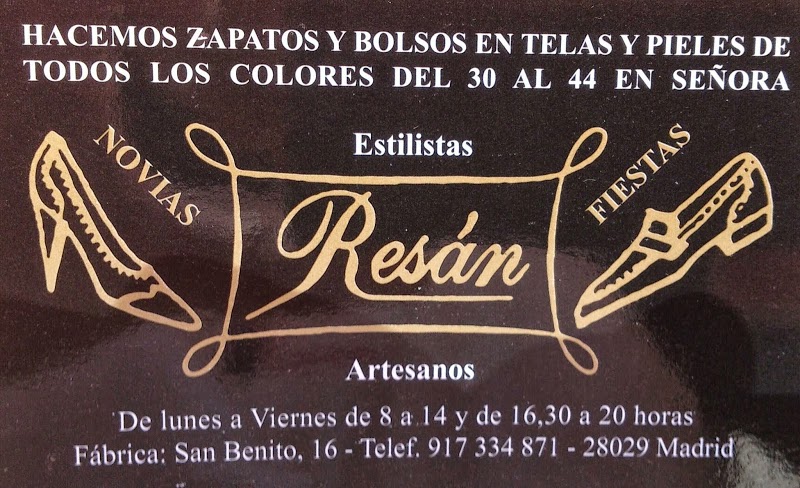 HACEMOS ZAPATOS Y BOLSOS EN TELAS Y PIELES DE
TODOS LOS COLORES DEL 30 AL 44 EN SEÑORA
Estilistas
NOVIAS
FIESTAS
Resán
Artesanos
De lunes a Viernes de 8 a 14 y de 16,30 a 20 horas
Fábrica: San Benito, 16 - Telef. 917 334 871 - 28029 Madrid